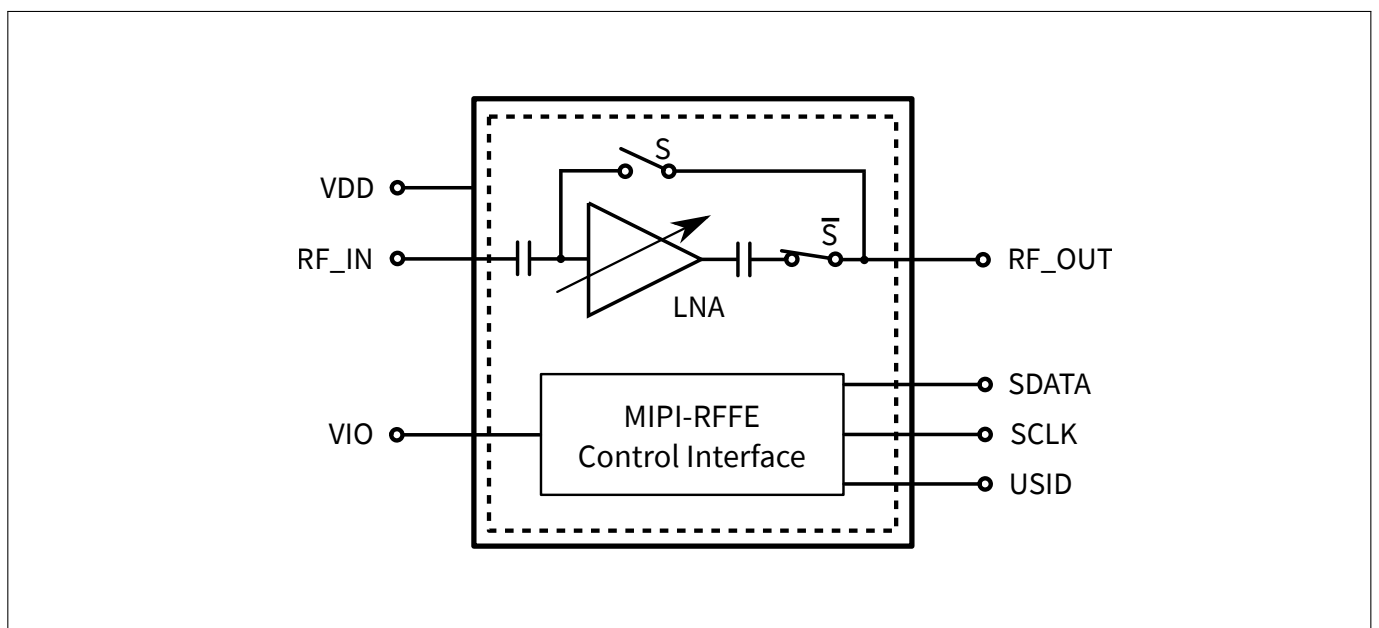 S
VDD
S̅
RF_IN
RF_OUT
LNA
SDATA
MIPI-RFFE
Control Interface
VIO
SCLK
USID